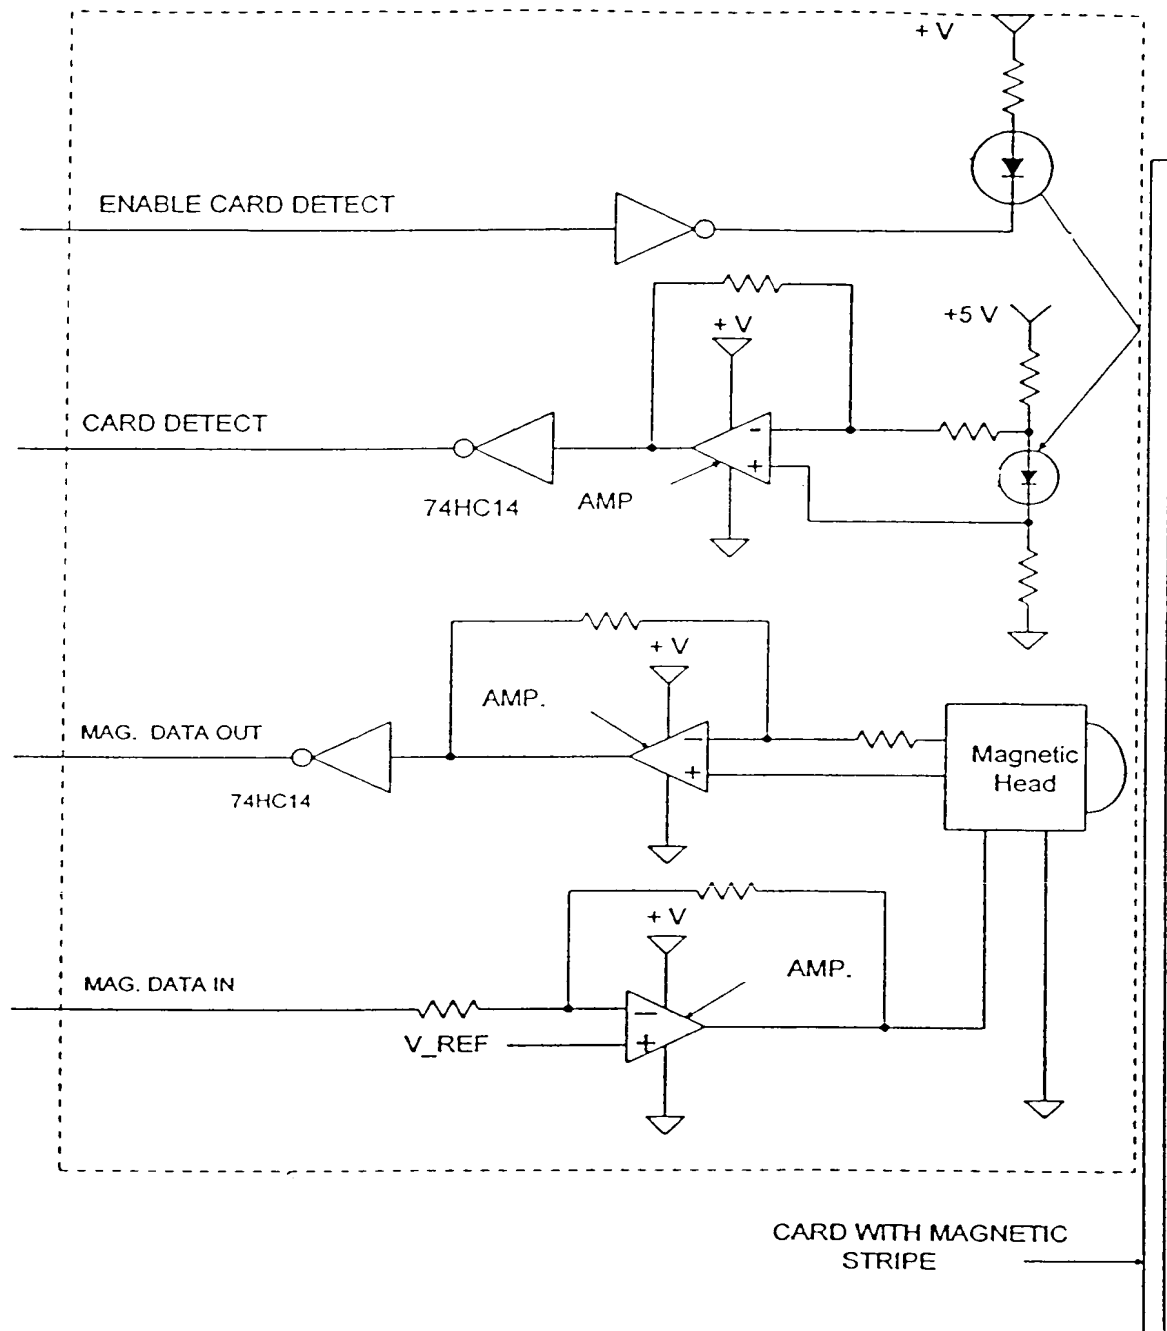 + V
ENABLE CARD DETECT
+ V
+5 V
CARD DETECT
-
+
74HC14
AMP
+ V
AMP.
MAG. DATA OUT
-
+
Magnetic
Head
74HC14
+ V
AMP.
MAG. DATA IN
-
V_REF
+
CARD WITH MAGNETIC
STRIPE